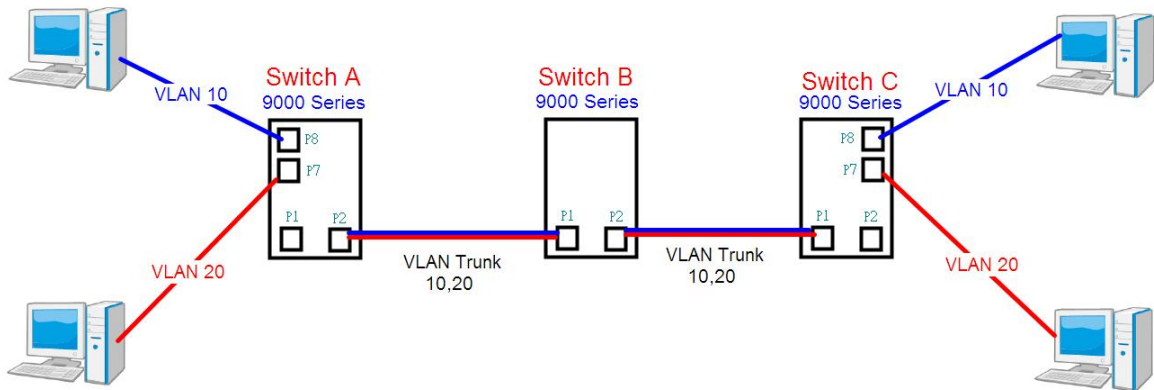 Switch A
9000 Series
Switch B
9000 Series
Switch C
9000 Series
VLAN 10
VLAN 10
P8
P7
P8
P7
P1
P2
P1
P2
P1
P2
VLAN 20
VLAN Trunk
10,20
VLAN Trunk
10,20
VLAN 20